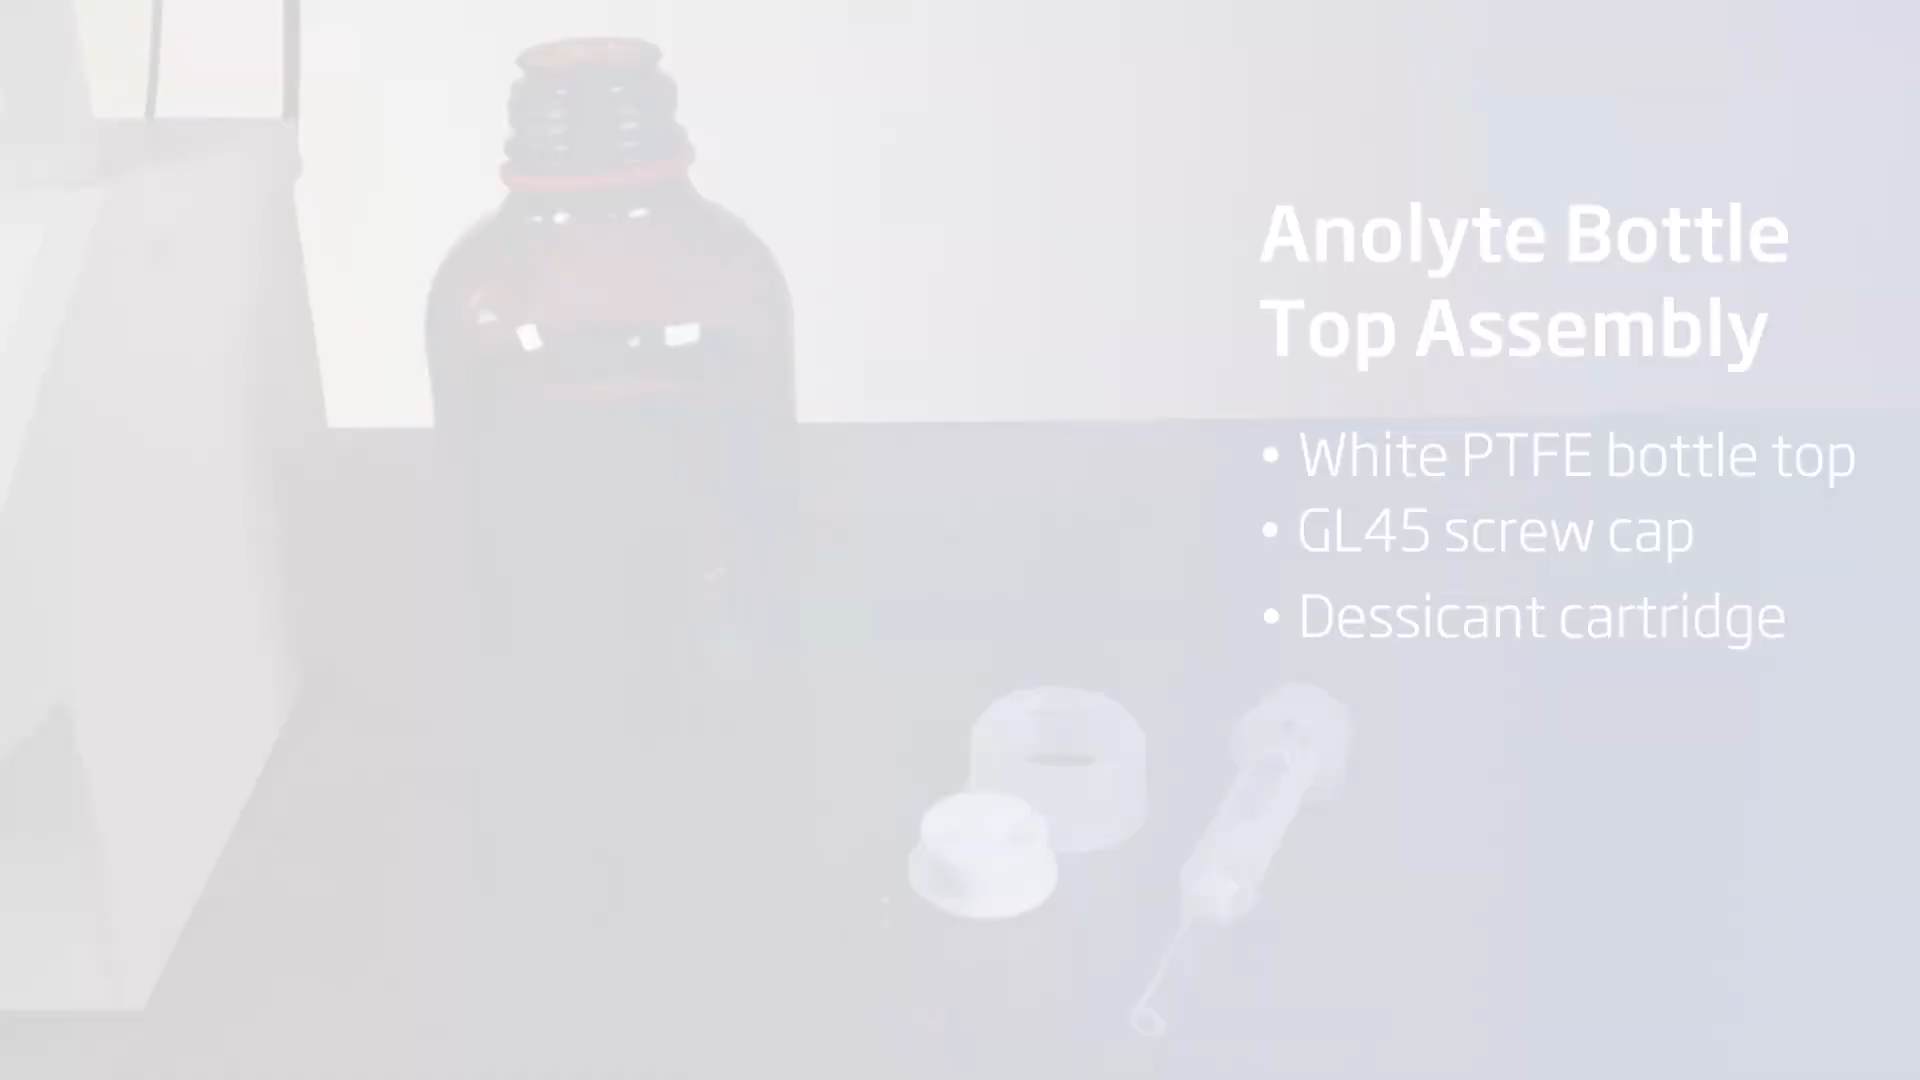 Anolyte Bottle
Top Assembly
• White PTFE bottle top
• GL45 screw cap
• Dessicant cartridge